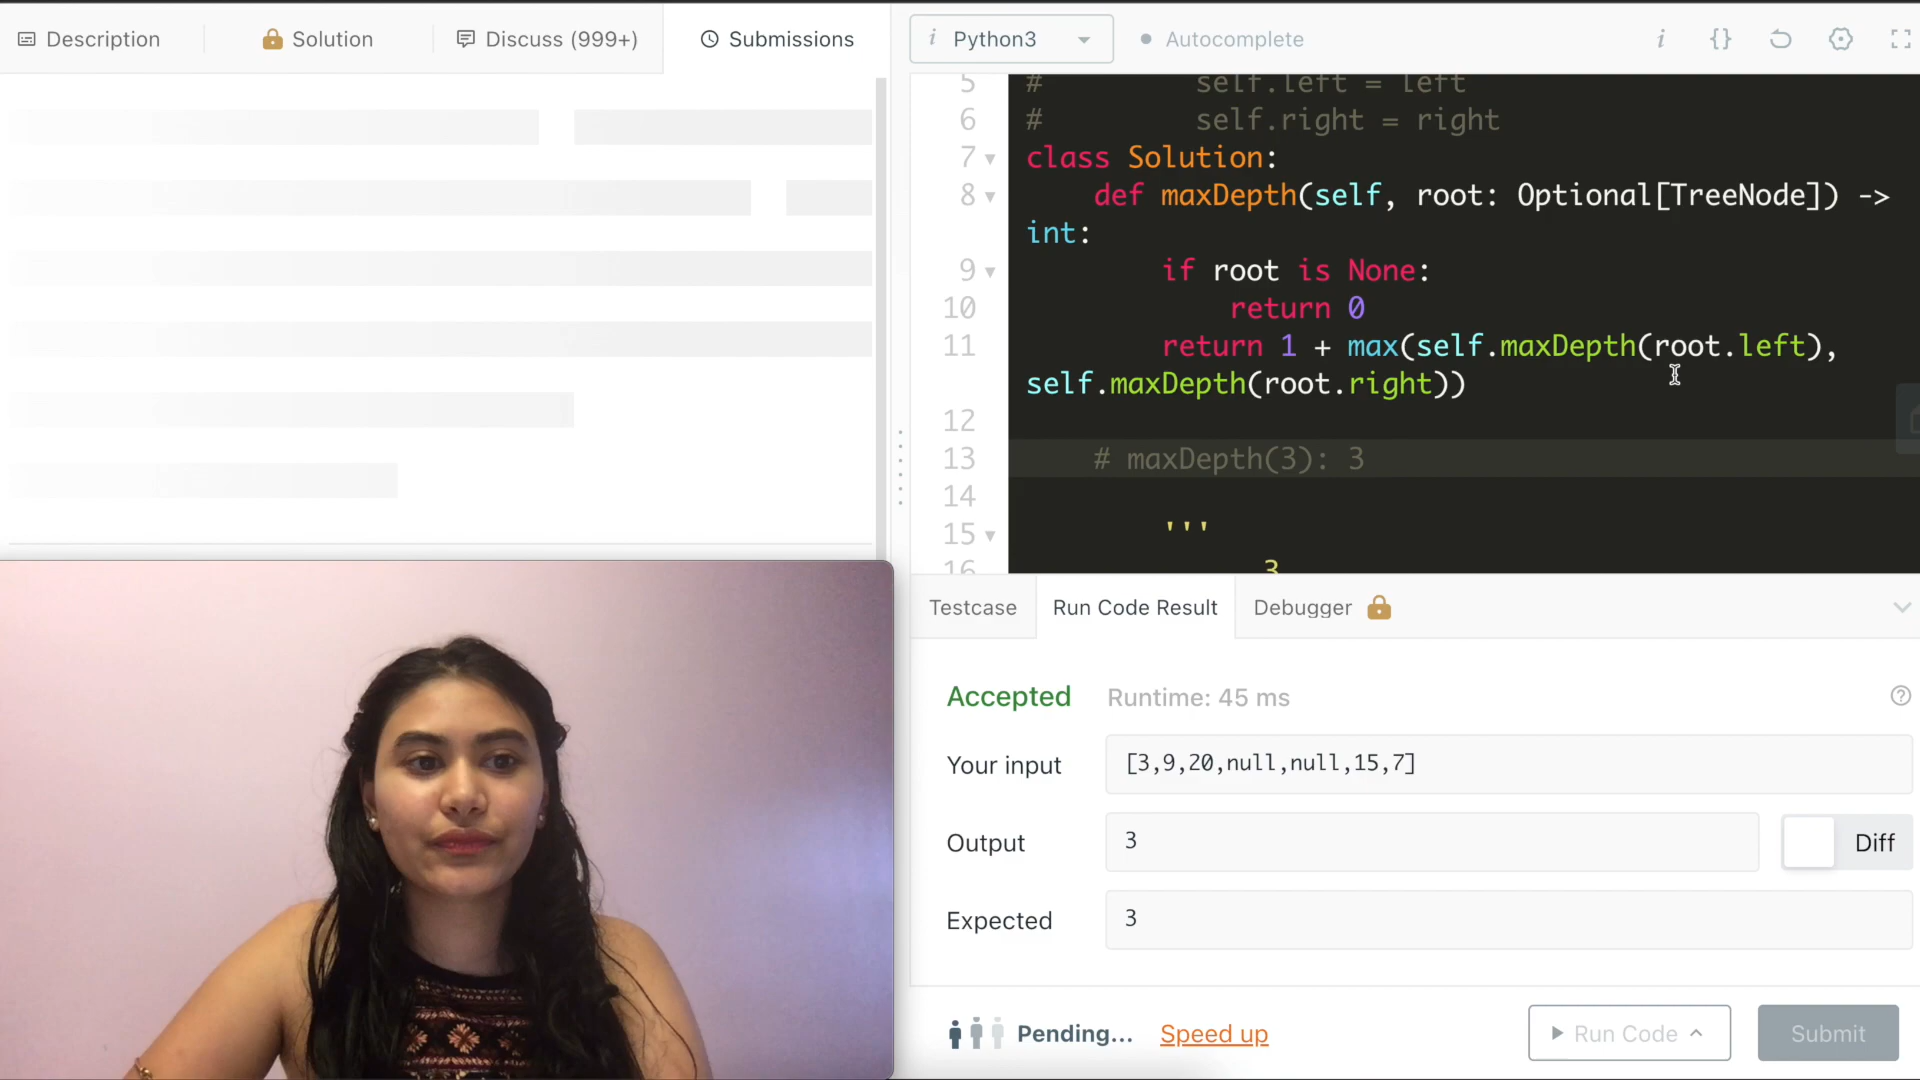 Description
Solution
Discuss (999+)
Submissions
i Python3
Autocomplete
i {}
5 # self.left = left
6 # self.right = right
7 class Solution:
8 def maxDepth(self, root: Optional[TreeNode]) ->
int:
9 if root is None:
10 return 0
11 return 1 + max(self.maxDepth(root.left),
self.maxDepth(root.right))
12
13 # maxDepth(3): 3
14
15 '''
16 3
Testcase
Run Code Result
Debugger
Accepted Runtime: 45 ms
Your input [3,9,20,null,null,15,7]
Output 3 Diff
Expected 3
Pending... Speed up Run Code Submit